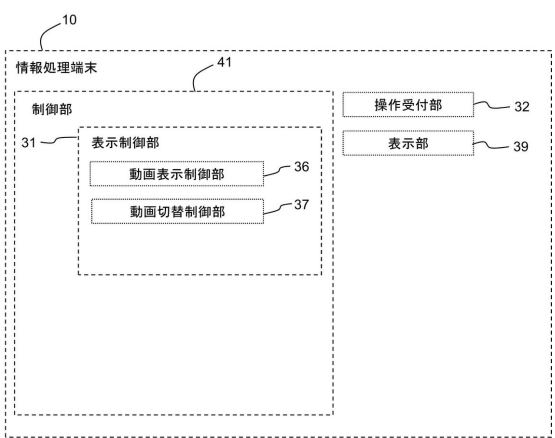 10
情報処理端末
41
制御部
操作受付部
32
31
表示制御部
表示部
39
動画表示制御部
36
動画切替制御部
37